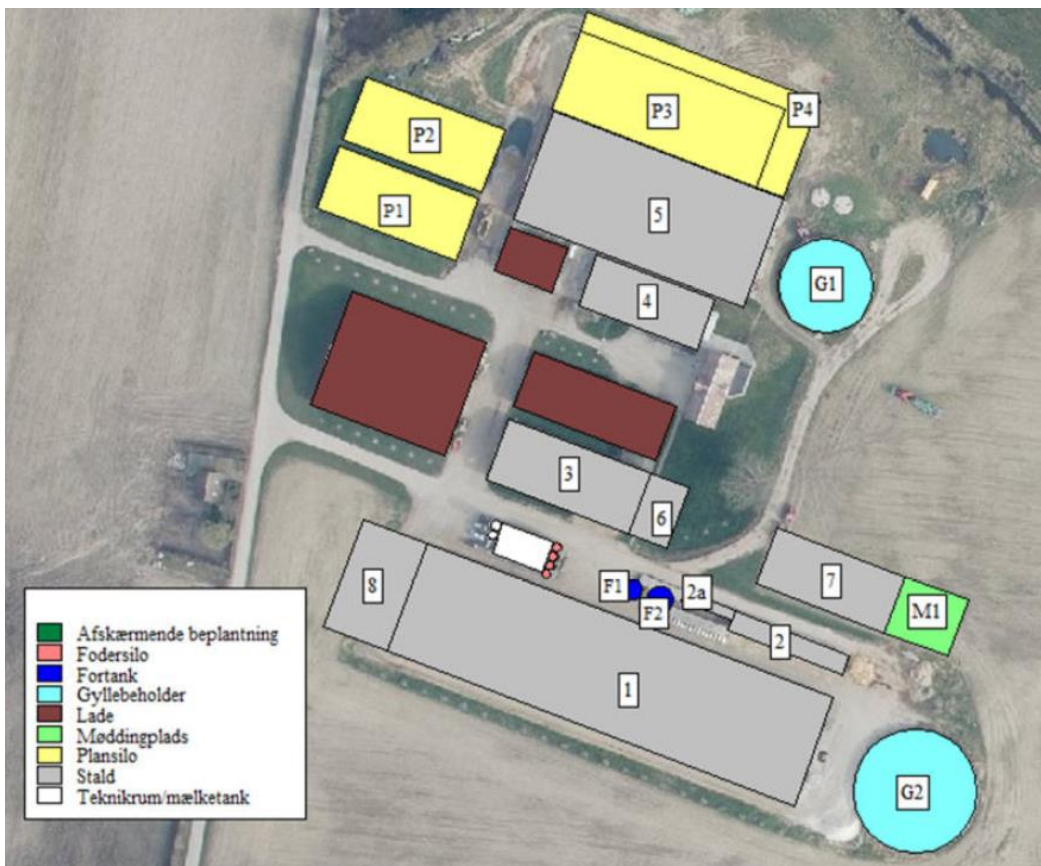 P4
P3
P2
P1
5
G1
4
3
6
7
F1
2a
8
F2
M1
2
1
G2
Afskærmende beplantning
Fodersilo
Fortank
Gyllebeholder
Lade
Møddingplads
Plansilo
Stald
Teknikrum/mælketank